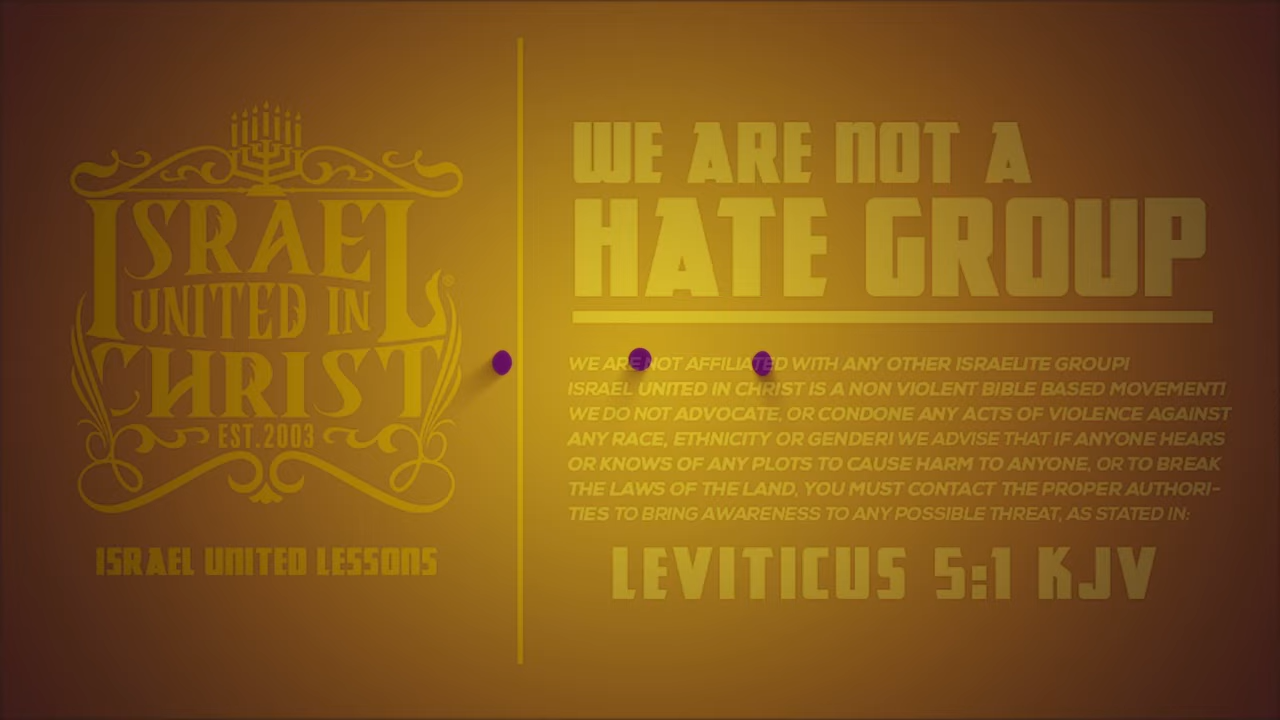 ISRAEL
UNITED IN
CHRIST
EST. 2003
ISRAEL UNITED LESSONS
WE ARE NOT A
HATE GROUP
WE ARE NOT AFFILIATED WITH ANY OTHER ISRAELITE GROUP!
ISRAEL UNITED IN CHRIST IS A NON VIOLENT BIBLE BASED MOVEMENT!
WE DO NOT ADVOCATE, OR CONDONE ANY ACTS OF VIOLENCE AGAINST
ANY RACE, ETHNICITY OR GENDER! WE ADVISE THAT IF ANYONE HEARS
OR KNOWS OF ANY PLOTS TO CAUSE HARM TO ANYONE, OR TO BREAK
THE LAWS OF THE LAND, YOU MUST CONTACT THE PROPER AUTHORI-
TIES TO BRING AWARENESS TO ANY POSSIBLE THREAT, AS STATED IN:
LEVITICUS 5:1 KJV